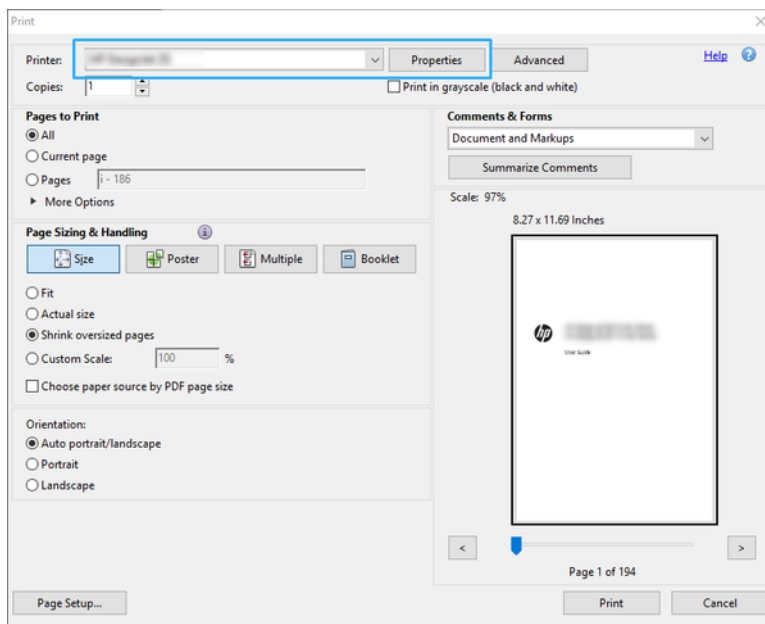 Print
Printer:
Properties
Advanced
Help
Copies:
1
Print in grayscale (black and white)
Pages to Print
All
Current page
Pages
i - 186
More Options
Comments & Forms
Document and Markups
Summarize Comments
Page Sizing & Handling
Size
Poster
Multiple
Booklet
Fit
Actual size
Shrink oversized pages
Custom Scale:
100
%
Choose paper source by PDF page size
Orientation:
Auto portrait/landscape
Portrait
Landscape
Scale: 97%
8.27 x 11.69 Inches
hp
User Guide
<
>
Page 1 of 194
Page Setup...
Print
Cancel